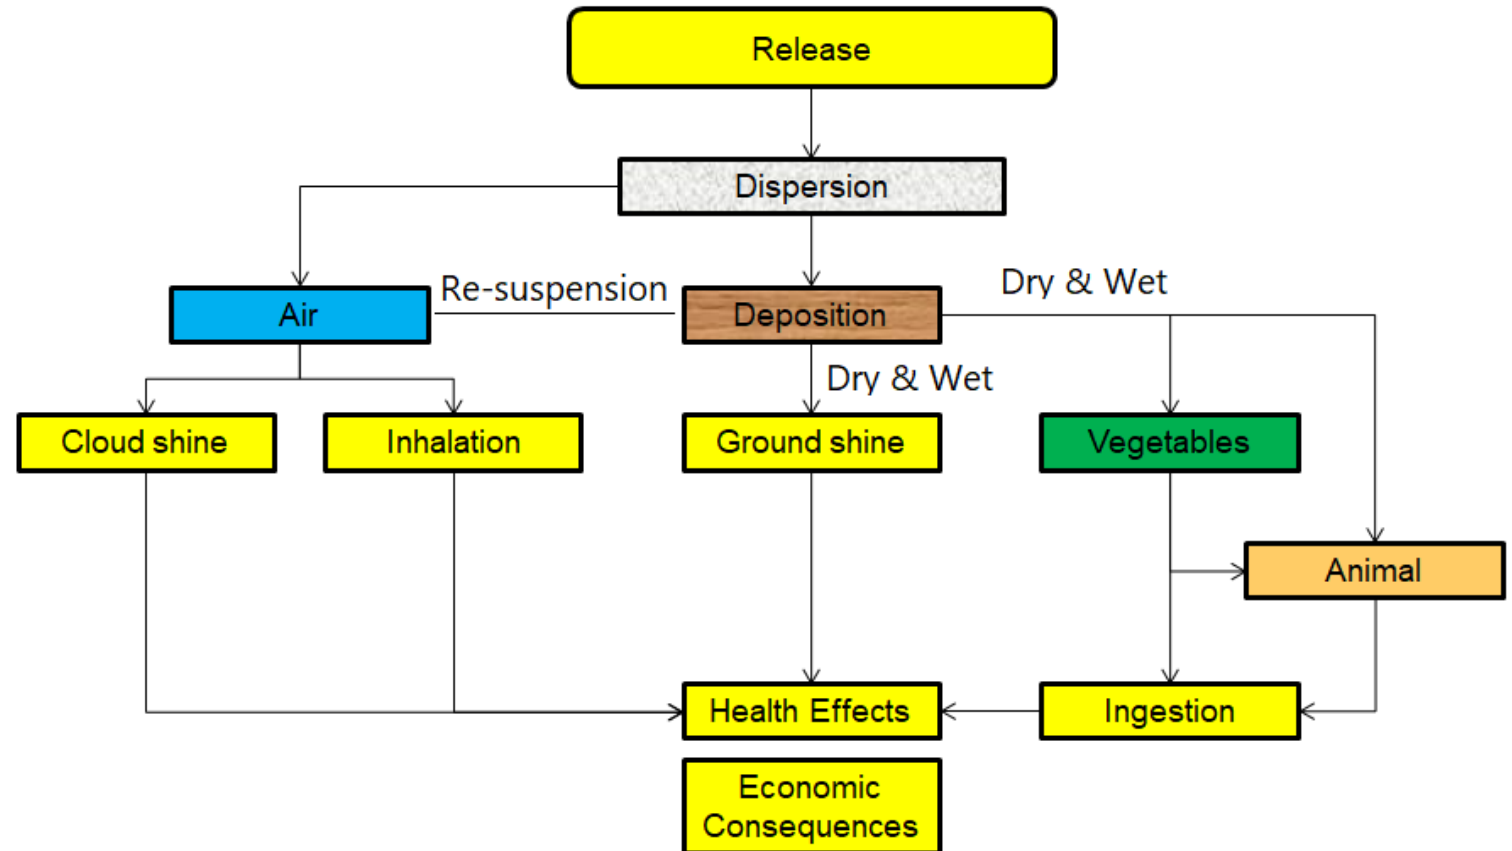 Release
Dispersion
Dry & Wet
Re-suspension
Air
Deposition
Dry & Wet
Cloud shine
Inhalation
Ground shine
Vegetables
Animal
Health Effects
Ingestion
Economic
Consequences